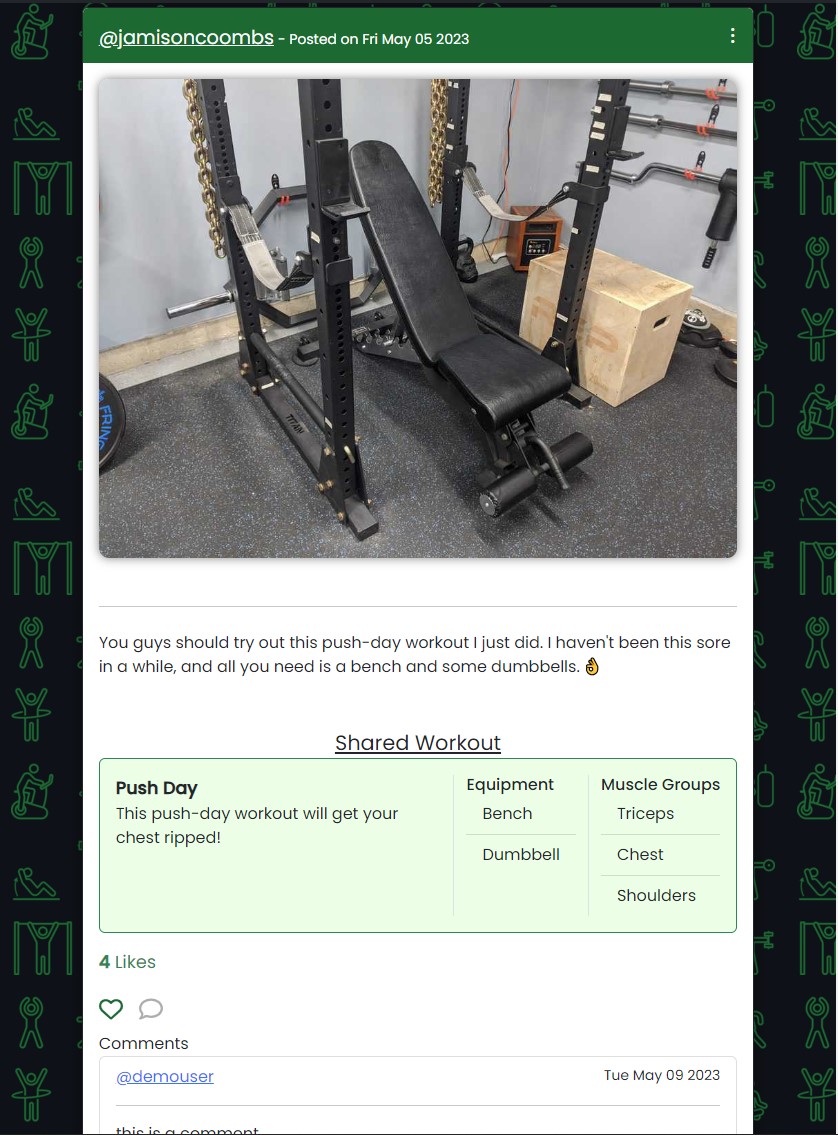 @jamisoncoombs - Posted on Fri May 05 2023
TITAN
FRING
You guys should try out this push-day workout I just did. I haven't been this sore
in a while, and all you need is a bench and some dumbbells. 👌
Shared Workout
Push Day
This push-day workout will get your
chest ripped!
Equipment
Bench
Dumbbell
Muscle Groups
Triceps
Chest
Shoulders
4 Likes
Comments
@demouser
Tue May 09 2023
this is a comment